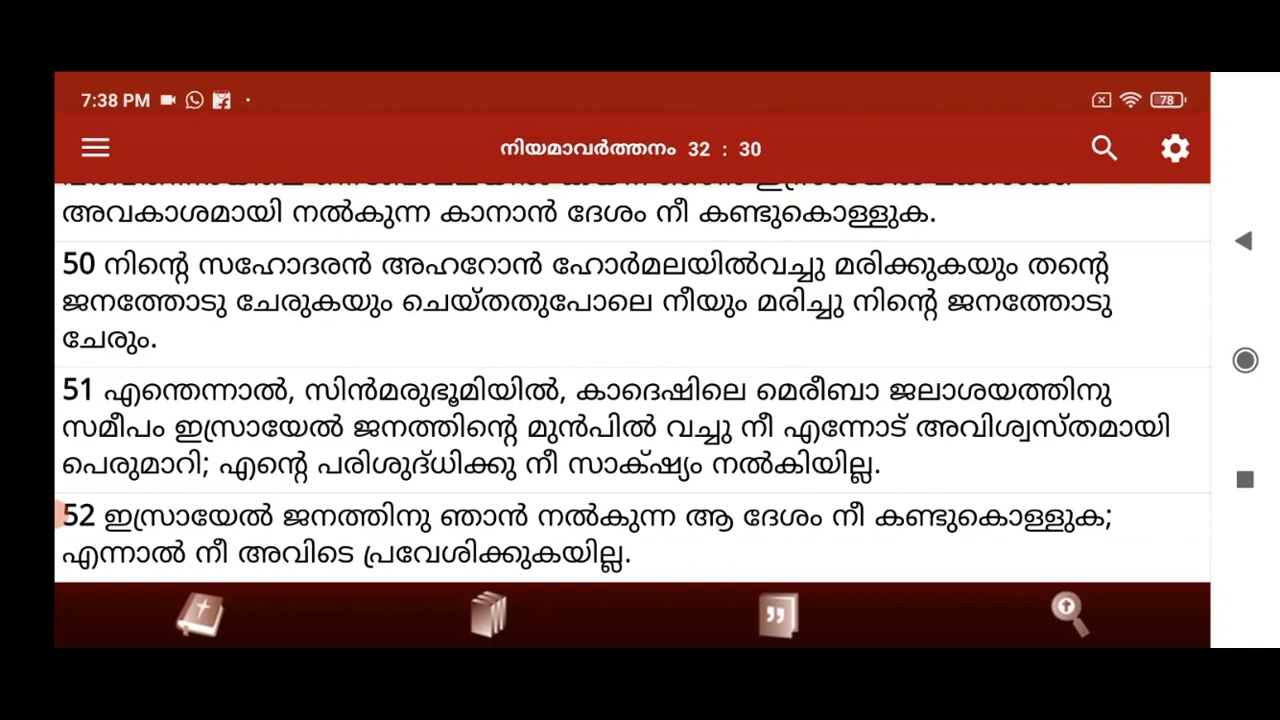 7:38 PM
78
നിയമാവർത്തനം 32 : 30
അവകാശമായി നൽകുന്ന കാനാൻ ദേശം നീ കണ്ടുകൊള്ളുക.
50 നിന്റെ സഹോദരൻ അഹറോൻ ഹോർമലയിൽവച്ചു മരിക്കുകയും തന്റെ
ജനത്തോടു ചേരുകയും ചെയ്തതുപോലെ നീയും മരിച്ചു നിന്റെ ജനത്തോടു
ചേരും.
51 എന്തെന്നാൽ, സിൻമരുഭൂമിയിൽ, കാദെഷിലെ മെരീബാ ജലാശയത്തിനു
സമീപം ഇസ്രായേൽ ജനത്തിന്റെ മുൻപിൽ വച്ചു നീ എന്നോട് അവിശ്വസ്തമായി
പെരുമാറി; എന്റെ പരിശുദ്ധിക്കു നീ സാക്ഷ്യം നൽകിയില്ല.
52 ഇസ്രായേൽ ജനത്തിനു ഞാൻ നൽകുന്ന ആ ദേശം നീ കണ്ടുകൊള്ളുക;
എന്നാൽ നീ അവിടെ പ്രവേശിക്കുകയില്ല.